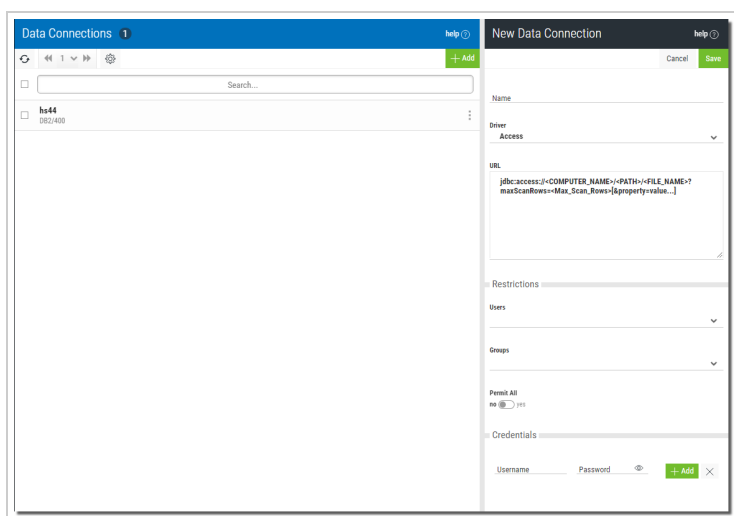 Data Connections 1
help ?
1
+ Add
Search...
hs44
DB2/400
New Data Connection
help ?
Cancel
Save
Name
Driver
Access
URL
jdbc:access://<COMPUTER_NAME>/<PATH>/<FILE_NAME>?
maxScanRows=<Max_Scan_Rows>[&property=value...]
Restrictions
Users
Groups
Permit All
no yes
Credentials
Username Password + Add